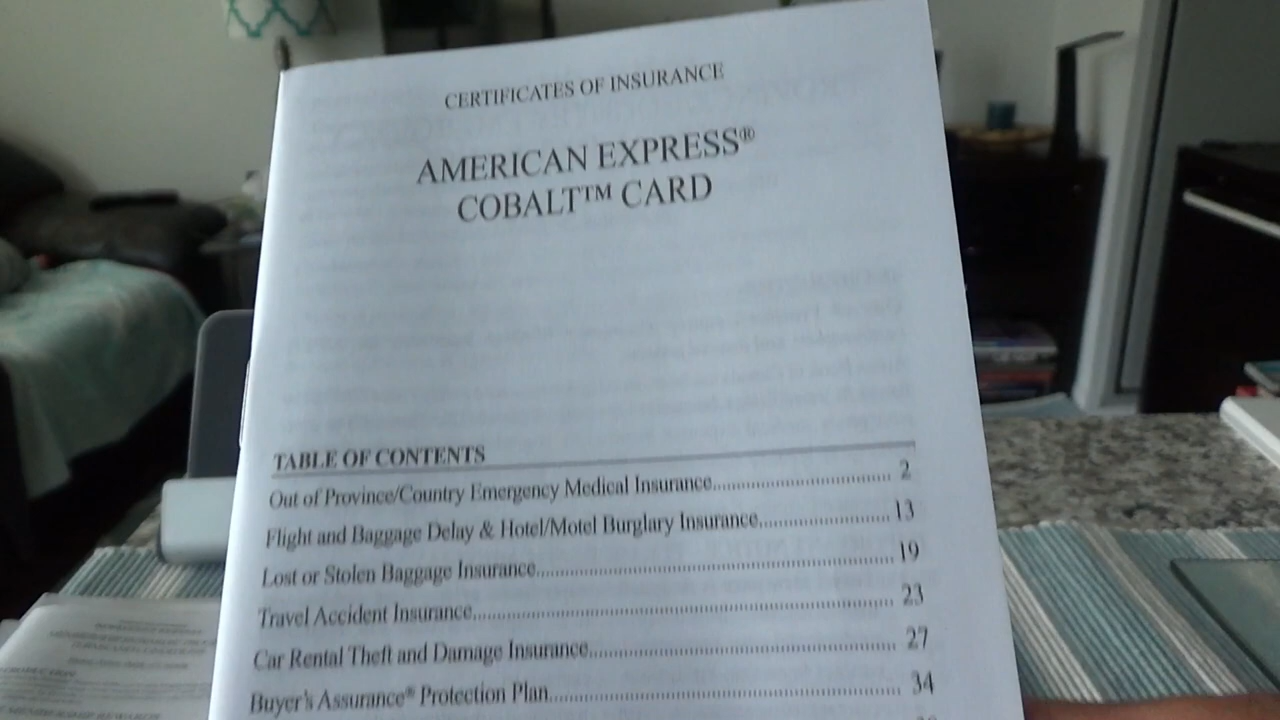 CERTIFICATES OF INSURANCE
AMERICAN EXPRESS®
COBALT™ CARD
TABLE OF CONTENTS
Out of Province/Country Emergency Medical Insurance.................................................. 2
Flight and Baggage Delay & Hotel/Motel Burglary Insurance..................................... 13
Lost or Stolen Baggage Insurance.................................................................................. 19
Travel Accident Insurance................................................................................................ 23
Car Rental Theft and Damage Insurance........................................................................ 27
Buyer's Assurance® Protection Plan................................................................................ 34